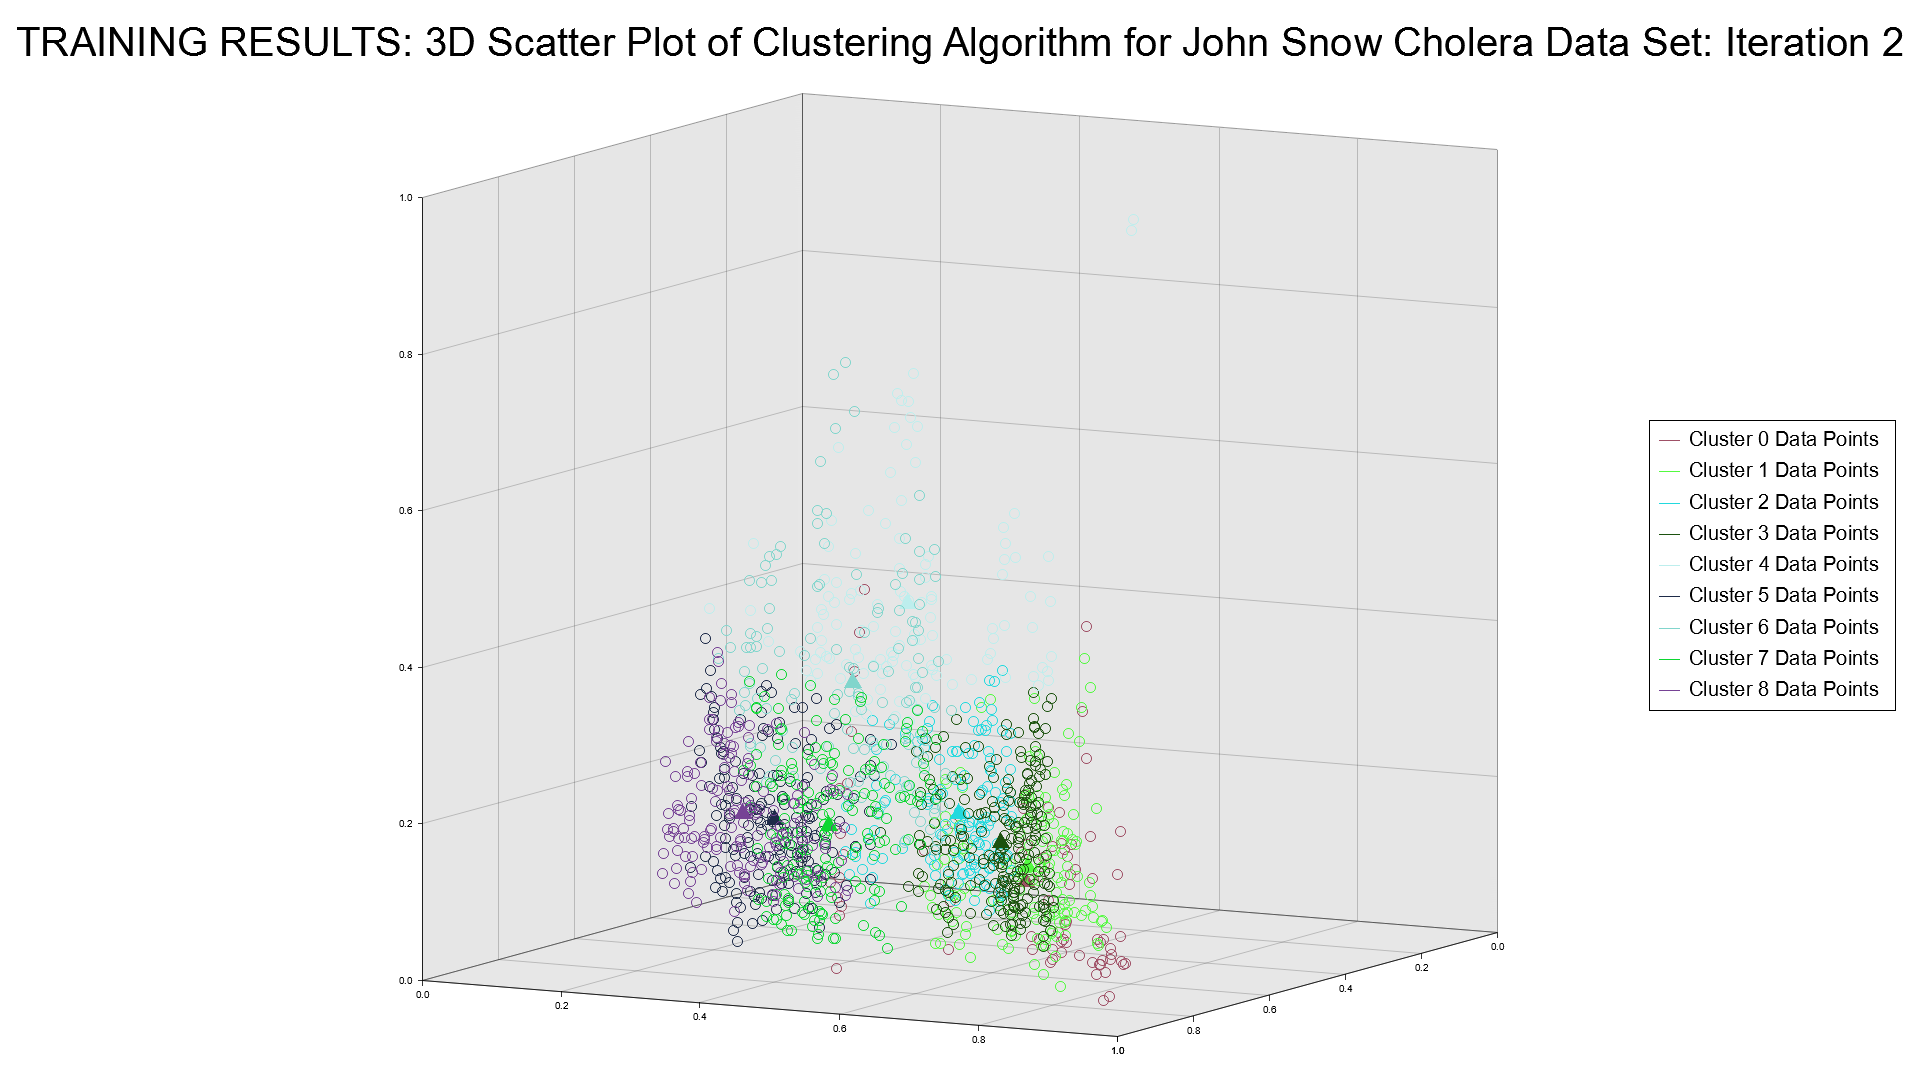 TRAINING RESULTS: 3D Scatter Plot of Clustering Algorithm for John Snow Cholera Data Set: Iteration 2
1.0
0.8
0.6
0.4
0.2
0.0
0.0
0.2
0.4
0.6
0.8
1.0
0.8
0.6
0.4
0.2
0.0
Cluster 0 Data Points
Cluster 1 Data Points
Cluster 2 Data Points
Cluster 3 Data Points
Cluster 4 Data Points
Cluster 5 Data Points
Cluster 6 Data Points
Cluster 7 Data Points
Cluster 8 Data Points